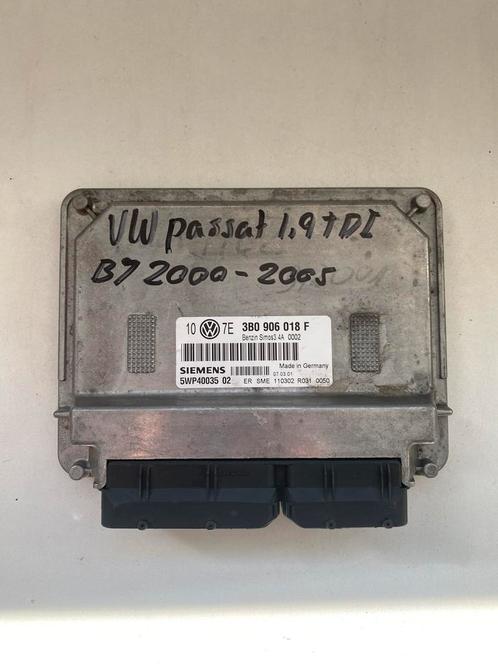 VW passat 1,9 TDI
B7 2000-2005
10 7E 3B0 906 018 F
Benzin Simos3.4A 0002
Made in Germany
SIEMENS 07.03.01
5WP40035 02 ER SME 110302 R031 0050